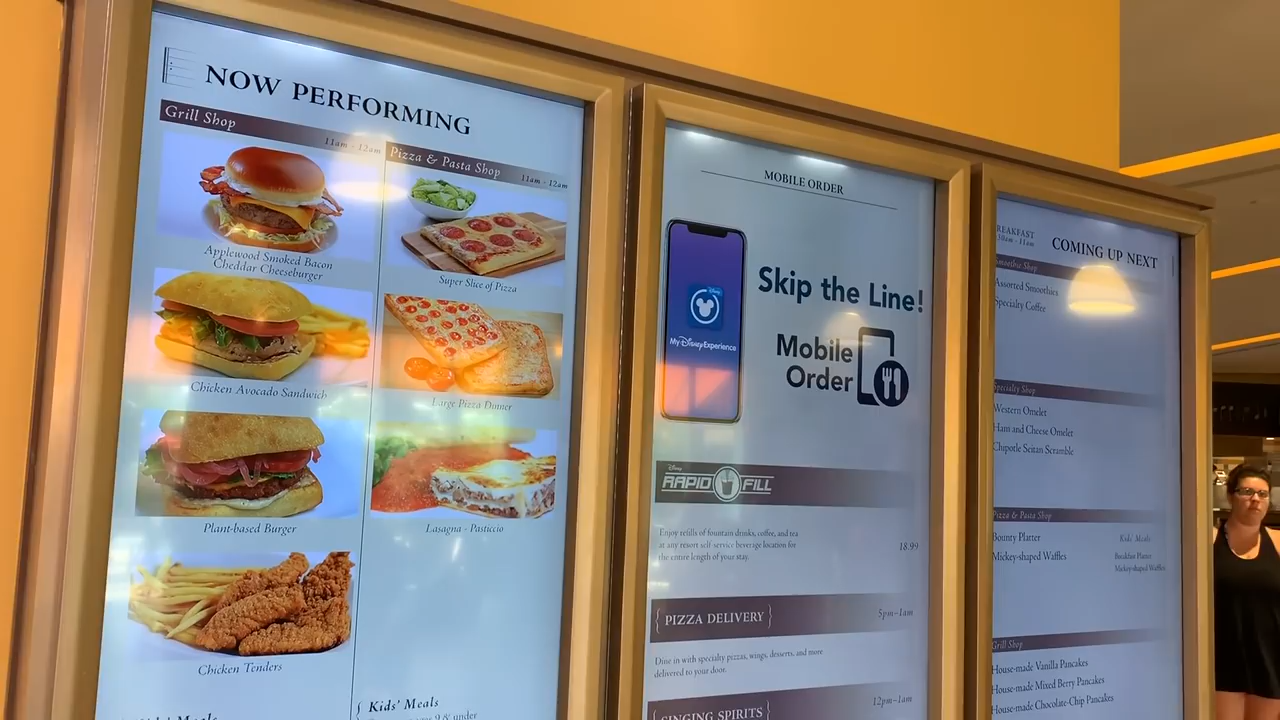 NOW PERFORMING
Grill Shop
11am - 12am
Applewood Smoked Bacon
Cheddar Cheeseburger
Chicken Avocado Sandwich
Plant-based Burger
Chicken Tenders
Kids' Meals
Pizza & Pasta Shop
11am - 12am
Super Slice of Pizza
Large Pizza Dinner
Lasagna - Pasticcio
Kids' Meals
9 & under
MOBILE ORDER
Disney
My Disney Experience
Skip the Line!
Mobile
Order
Disney
RAPID FILL
Enjoy refills of fountain drinks, coffee, and tea
at any resort self-service beverage location for
the entire length of your stay.
18.99
{ PIZZA DELIVERY }
5pm-1am
Dine in with specialty pizzas, wings, desserts, and more
delivered to your door.
{ SINGING SPIRITS }
12pm-1am
BREAKFAST
COMING UP NEXT
Smoothie Shop
Assorted Smoothies
Specialty Coffee
Specialty Shop
Western Omelet
Ham and Cheese Omelet
Chipotle Seitan Scramble
Pizza & Pasta Shop
Bounty Platter
Mickey-shaped Waffles
Kids' Meals
Breakfast Platter
Mickey-shaped Waffles
Grill Shop
House-made Vanilla Pancakes
House-made Mixed Berry Pancakes
House-made Chocolate-Chip Pancakes